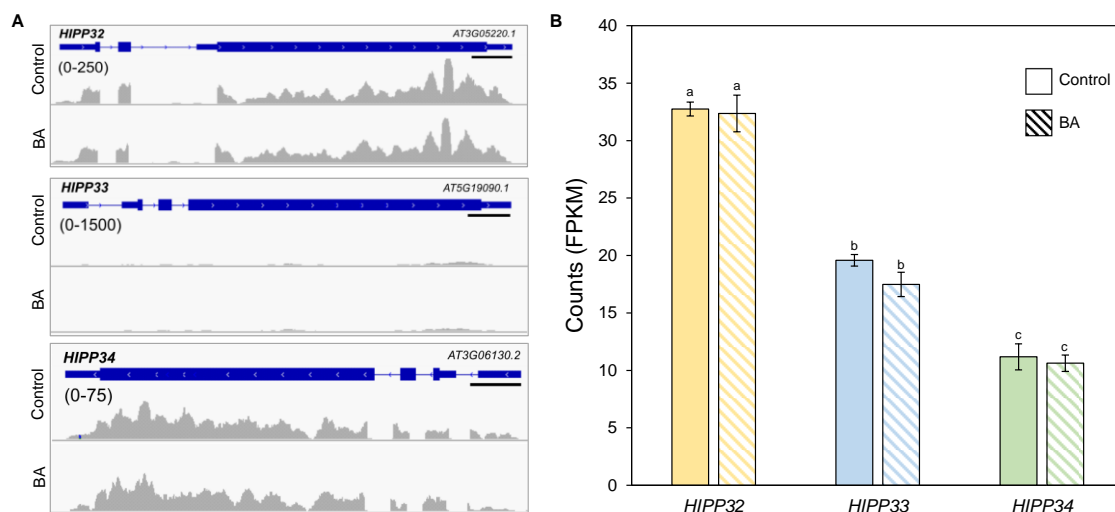 A
HIPP32
AT3G05220.1
(0-250)
Control
BA
HIPP33
AT5G19090.1
(0-1500)
Control
BA
HIPP34
AT3G06130.2
(0-75)
Control
BA
B
Counts (FPKM)
40
35
30
25
20
15
10
5
0
a
a
b
b
c
c
Control
BA
HIPP32
HIPP33
HIPP34